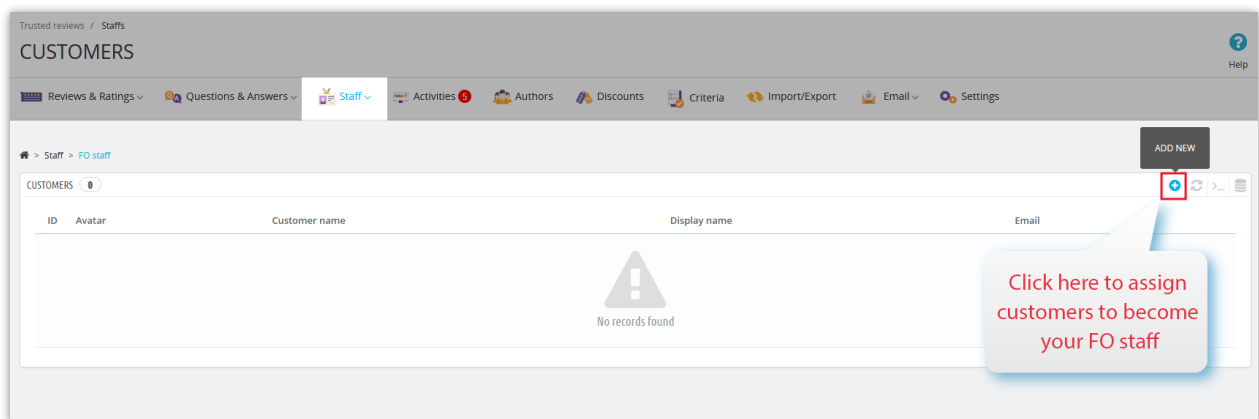 Trusted reviews / Staffs
CUSTOMERS
Help
Reviews & Ratings Questions & Answers Staff Activities 5 Authors Discounts Criteria Import/Export Email Settings
ADD NEW
> Staff > FO staff
CUSTOMERS 0
ID Avatar Customer name Display name Email
No records found
Click here to assign
customers to become
your FO staff